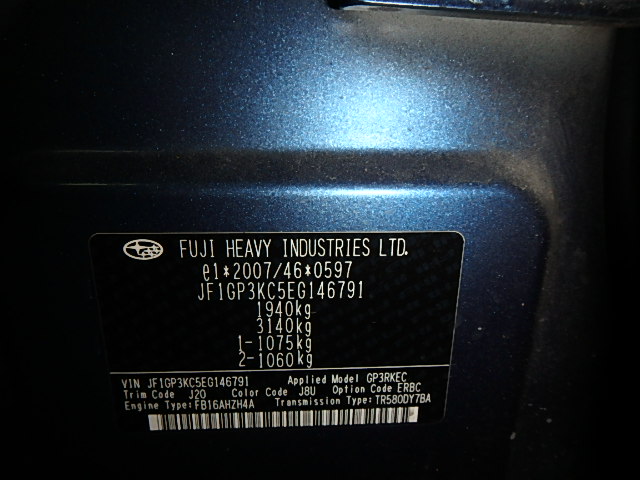 FUJI HEAVY INDUSTRIES LTD.
e1*2007/46*0597
JF1GP3KC5EG146791
1940kg
3140kg
1-1075kg
2-1060kg
VIN JF1GP3KC5EG146791 Applied Model GP3RKEC
Trim Code J20 Color Code J8U Option Code ERBC
Engine Type:FB16AHZH4A Transmission Type:TR580DY7BA